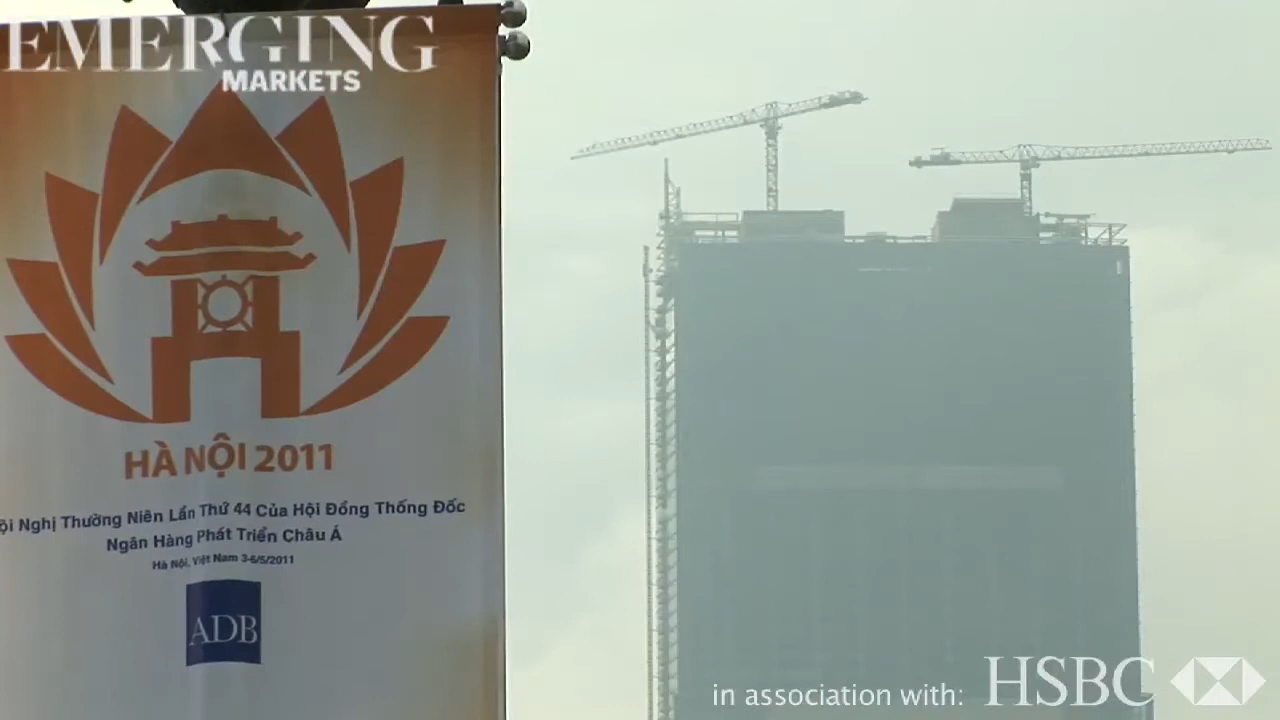 EMERGING
MARKETS
HÀ NỘI 2011
ội Nghị Thường Niên Lần Thứ 44 Của Hội Đồng Thống Đốc
Ngân Hàng Phát Triển Châu Á
Hà Nội, Việt Nam 3-6/5/2011
ADB
in association with: HSBC